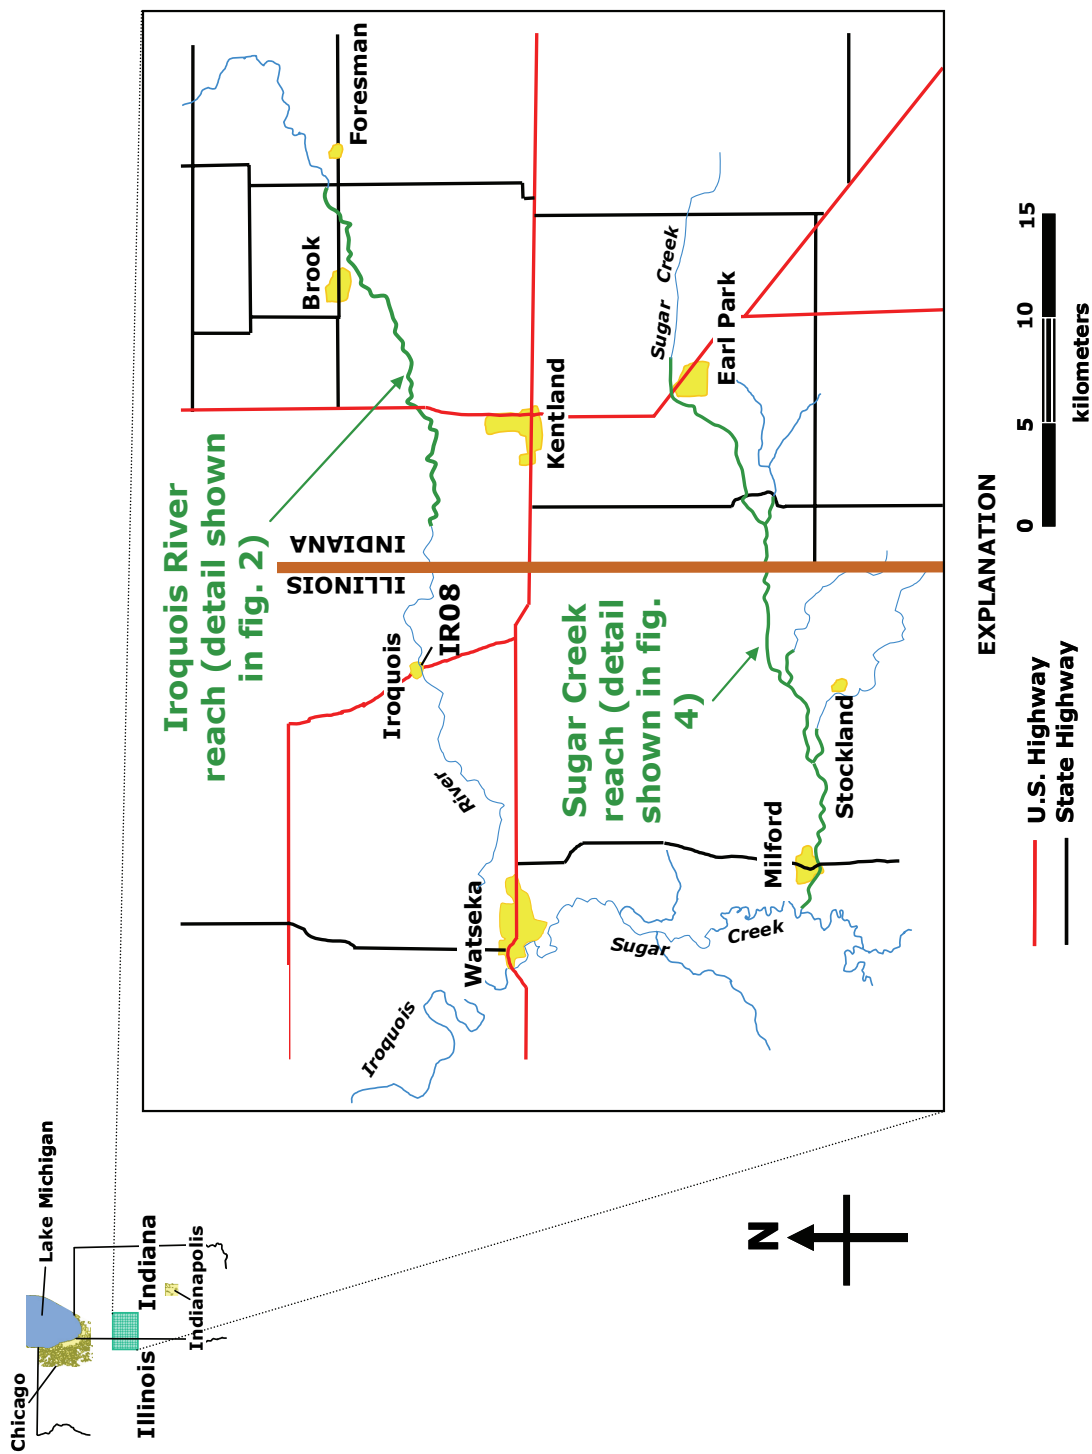 Chicago
Lake Michigan
Illinois
Indiana
Indianapolis
N
Iroquois River
reach (detail shown
in fig. 2)
Foresman
Brook
ILLINOIS
INDIANA
Iroquois
IR08
River
Kentland
Watseka
Iroquois
Sugar Creek
reach (detail
shown in fig.
4)
Sugar Creek
Earl Park
Sugar
Creek
Milford
Stockland
EXPLANATION
U.S. Highway
State Highway
0 5 10 15
kilometers